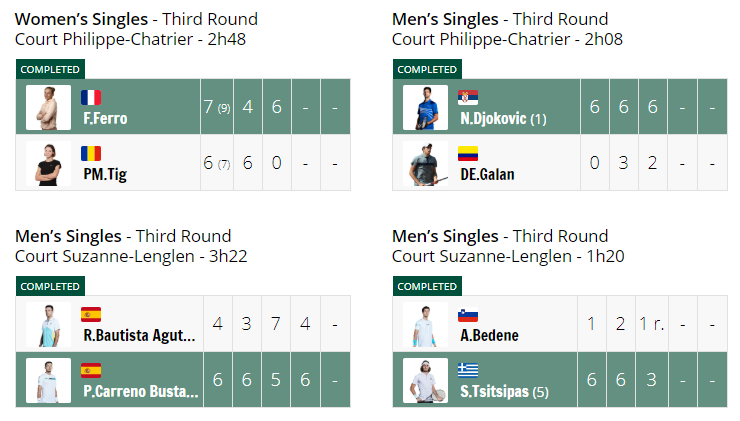 Women’s Singles - Third Round
Court Philippe-Chatrier - 2h48
COMPLETED
F.Ferro 7 (9) 4 6 - -
PM.Tig 6 (7) 6 0 - -
Men’s Singles - Third Round
Court Philippe-Chatrier - 2h08
COMPLETED
N.Djokovic (1) 6 6 6 - -
DE.Galan 0 3 2 - -
Men’s Singles - Third Round
Court Suzanne-Lenglen - 3h22
COMPLETED
R.Bautista Agut... 4 3 7 4 -
P.Carreno Busta... 6 6 5 6 -
Men’s Singles - Third Round
Court Suzanne-Lenglen - 1h20
COMPLETED
A.Bedene 1 2 1 r. - -
S.Tsitsipas (5) 6 6 3 - -